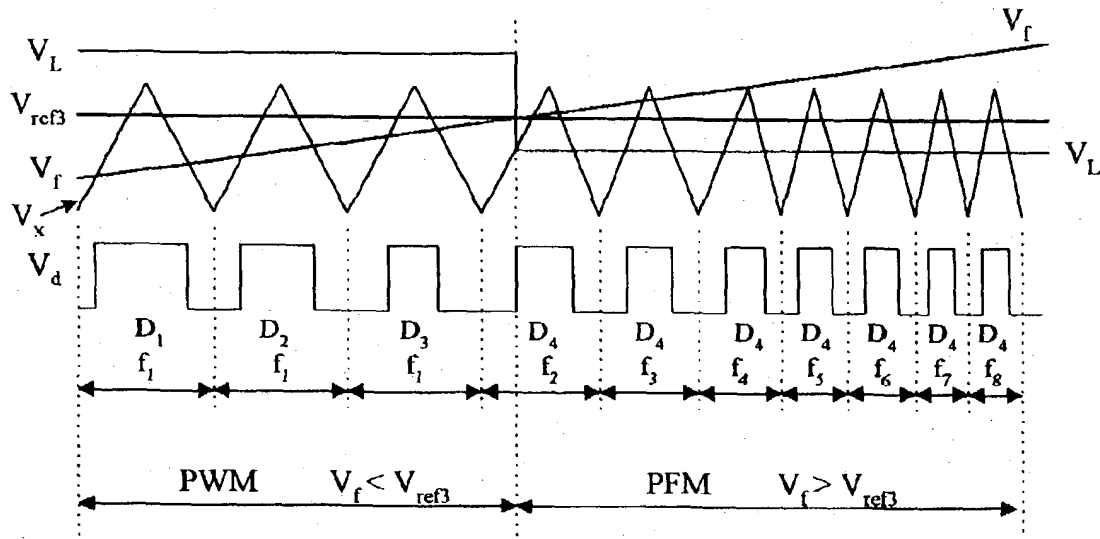 V_f
V_L
V_ref3
V_f
V_L
V_x
V_d
D_1 D_2 D_3 D_4 D_4 D_4 D_4 D_4 D_4 D_4
f_1 f_1 f_1 f_2 f_3 f_4 f_5 f_6 f_7 f_8
PWM V_f < V_ref3 PFM V_f > V_ref3